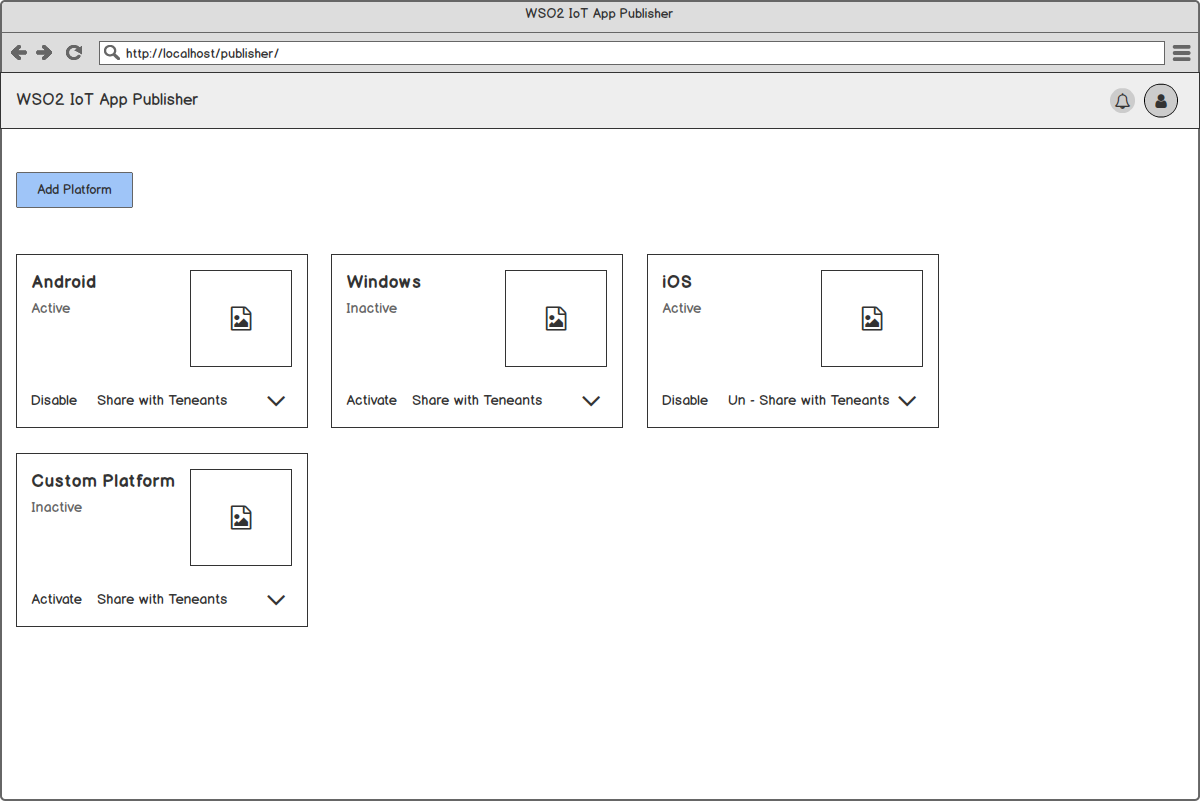 WSO2 IoT App Publisher
http://localhost/publisher/
WSO2 IoT App Publisher
Add Platform
Android
Active
Disable Share with Teneants
Windows
Inactive
Activate Share with Teneants
iOS
Active
Disable Un - Share with Teneants
Custom Platform
Inactive
Activate Share with Teneants